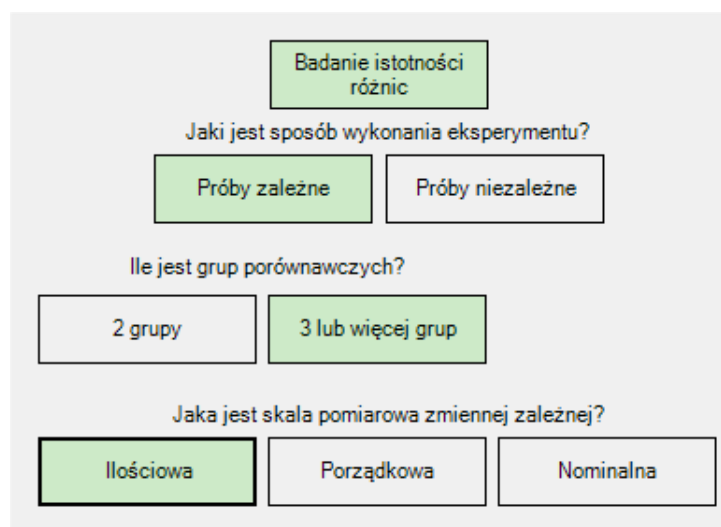 Badanie istotności
różnic
Jaki jest sposób wykonania eksperymentu?
Próby zależne
Próby niezależne
Ile jest grup porównawczych?
2 grupy
3 lub więcej grup
Jaka jest skala pomiarowa zmiennej zależnej?
Ilościowa
Porządkowa
Nominalna